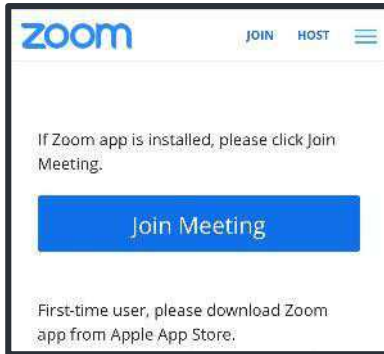 zoom JOIN HOST
If Zoom app is installed, please click Join
Meeting.
Join Meeting
First-time user, please download Zoom
app from Apple App Store.